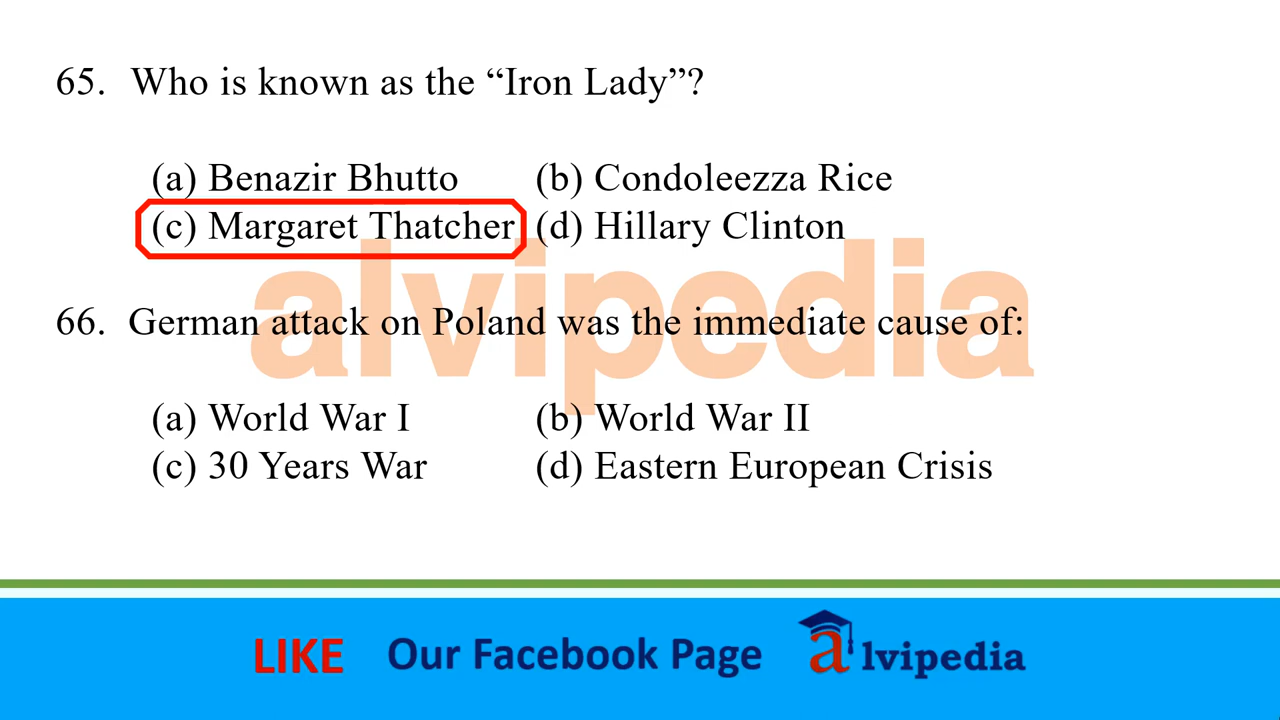 65. Who is known as the “Iron Lady”?
(a) Benazir Bhutto (b) Condoleezza Rice
(c) Margaret Thatcher (d) Hillary Clinton
alvipedia
66. German attack on Poland was the immediate cause of:
(a) World War I (b) World War II
(c) 30 Years War (d) Eastern European Crisis
LIKE Our Facebook Page alvipedia